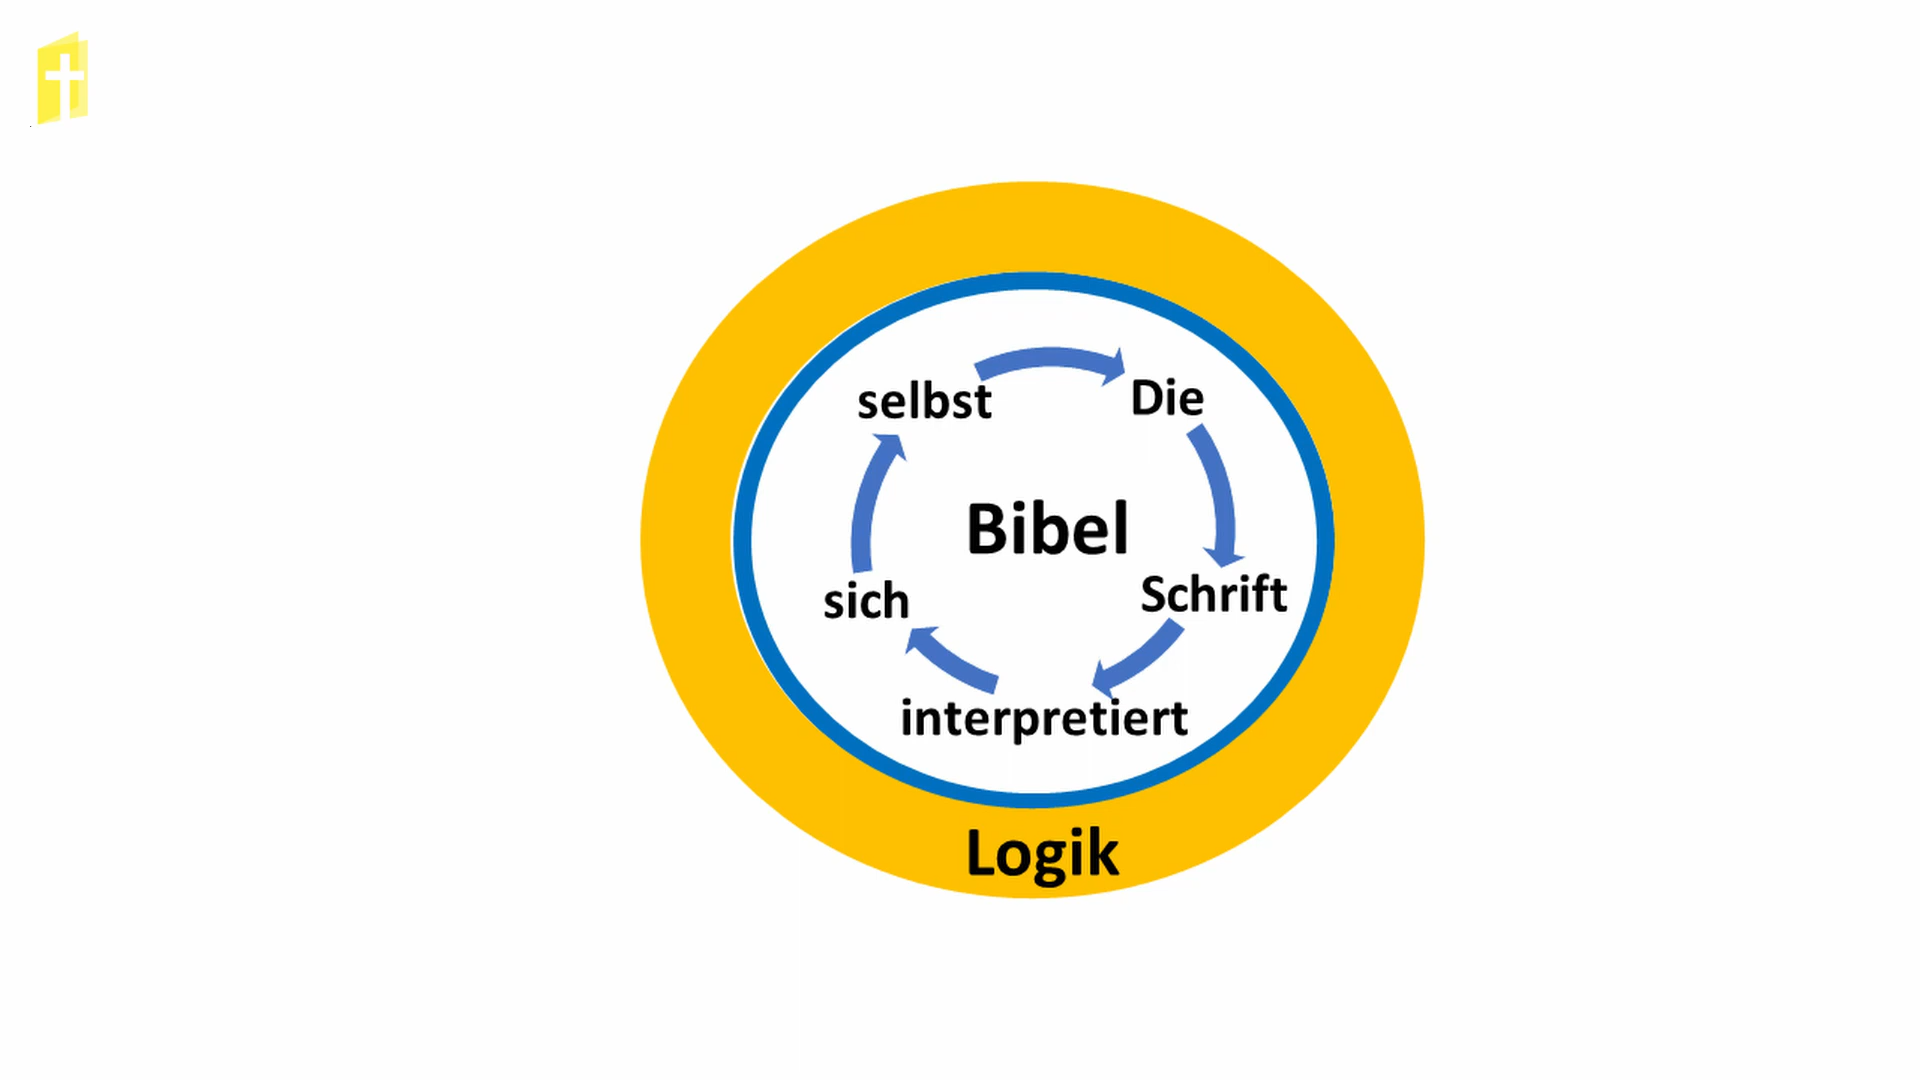 Die
Schrift
interpretiert
sich
selbst
Bibel
Logik